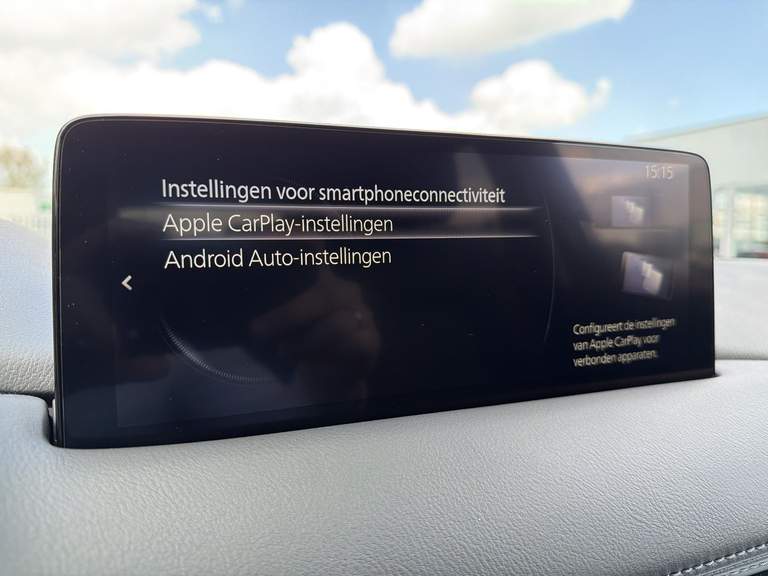 15:15
Instellingen voor smartphoneconnectiviteit
Apple CarPlay-instellingen
Android Auto-instellingen
Configureert de instellingen
van Apple CarPlay voor
verbonden apparaten.